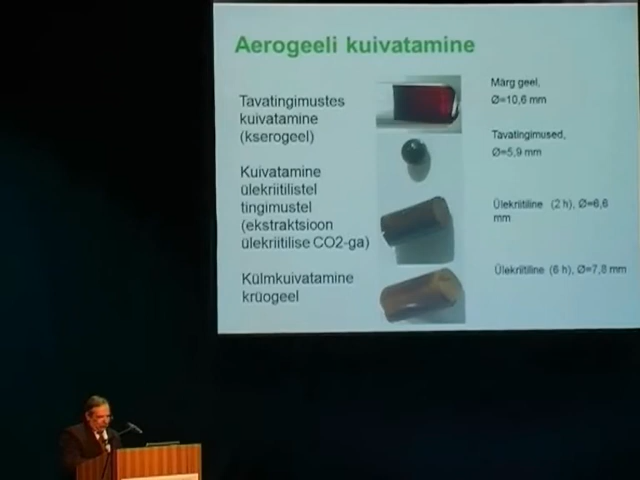 Aerogeeli kuivatamine
Tavatingimustes
kuivatamine
(kserogeel)
Kuivatamine
ülekriitilistel
tingimustel
(ekstraktsioon
ülekriitilise CO2-ga)
Külmkuivatamine
krüogeel
Märg geel,
Ø=10,6 mm
Tavatingimused,
Ø=5,9 mm
Ülekriitiline (2 h), Ø=6,6
mm
Ülekriitiline (6 h), Ø=7,8 mm